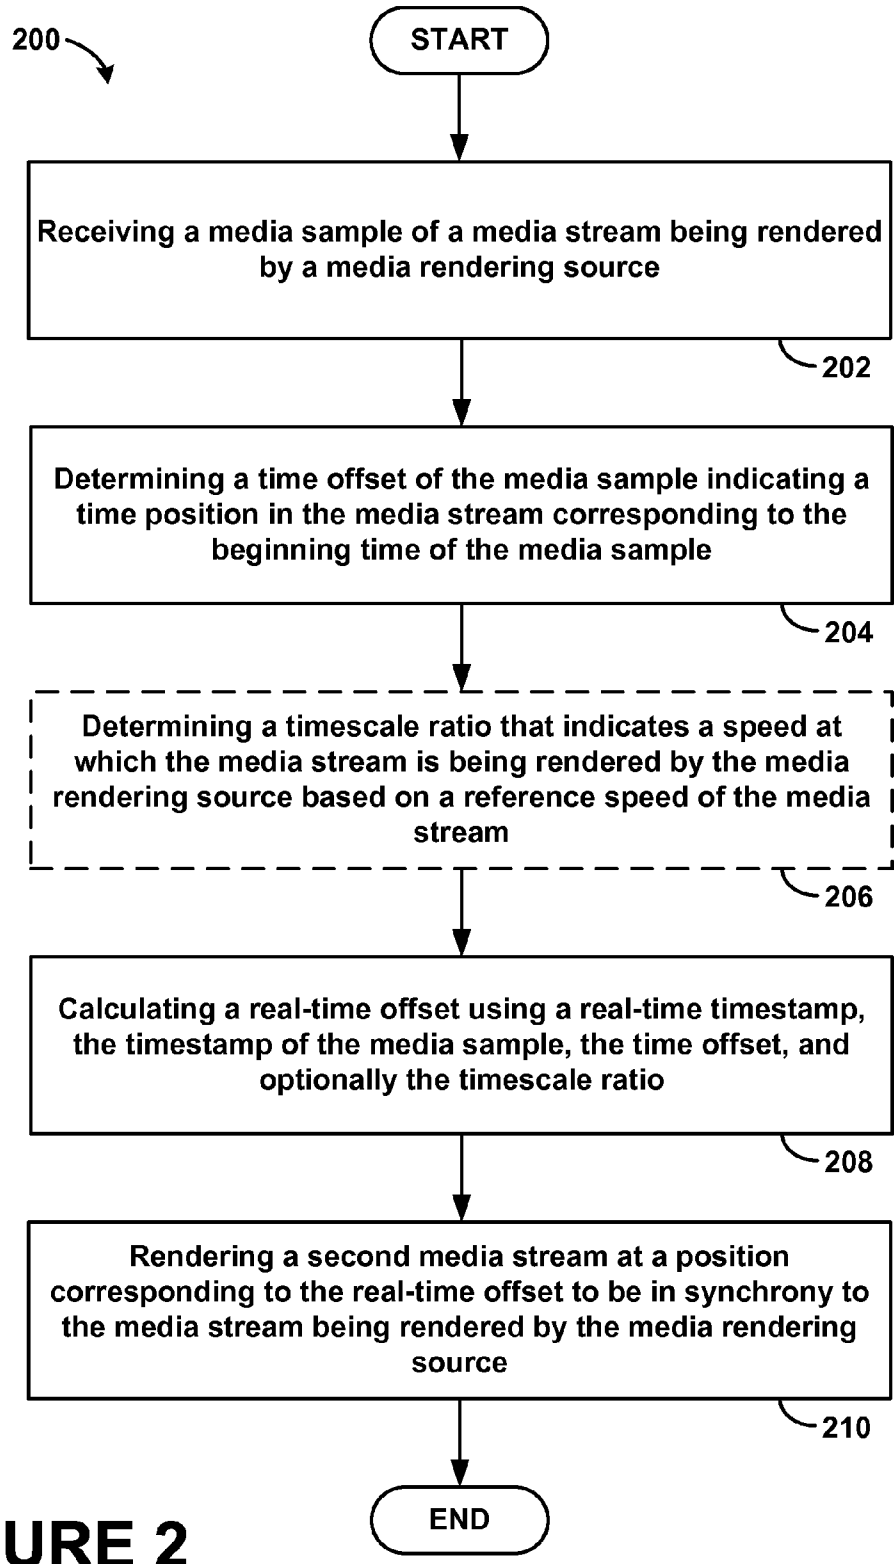 200
START
Receiving a media sample of a media stream being rendered
by a media rendering source
202
Determining a time offset of the media sample indicating a
time position in the media stream corresponding to the
beginning time of the media sample
204
Determining a timescale ratio that indicates a speed at
which the media stream is being rendered by the media
rendering source based on a reference speed of the media
stream
206
Calculating a real-time offset using a real-time timestamp,
the timestamp of the media sample, the time offset, and
optionally the timescale ratio
208
Rendering a second media stream at a position
corresponding to the real-time offset to be in synchrony to
the media stream being rendered by the media rendering
source
210
END
URE 2